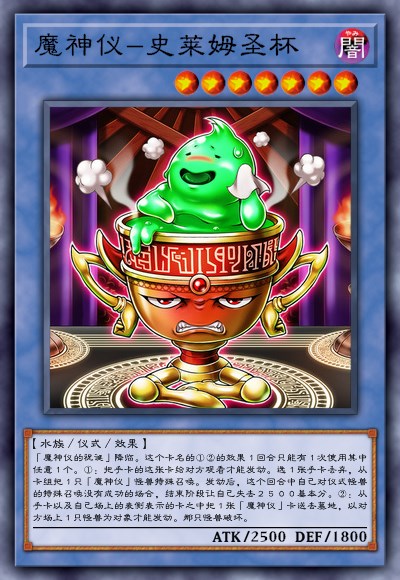 魔神仪-史莱姆圣杯
やみ
闇
【水族/仪式/效果】
「魔神仪的祝诞」降临。这个卡名的①②的效果1回合只能有1次使用其中
任意1个。①：把手卡的这张卡给对方观看才能发动。选1张手卡丢弃，从
卡组把1只「魔神仪」怪兽特殊召唤。发动后，这个回合中自己对仪式怪兽
的特殊召唤没有成功的场合，结束阶段让自己失去2500基本分。②：从
手卡以及自己场上的表侧表示的卡之中把1张「魔神仪」卡送去墓地，以对
方场上1只怪兽为对象才能发动。那只怪兽破坏。
ATK/2500 DEF/1800